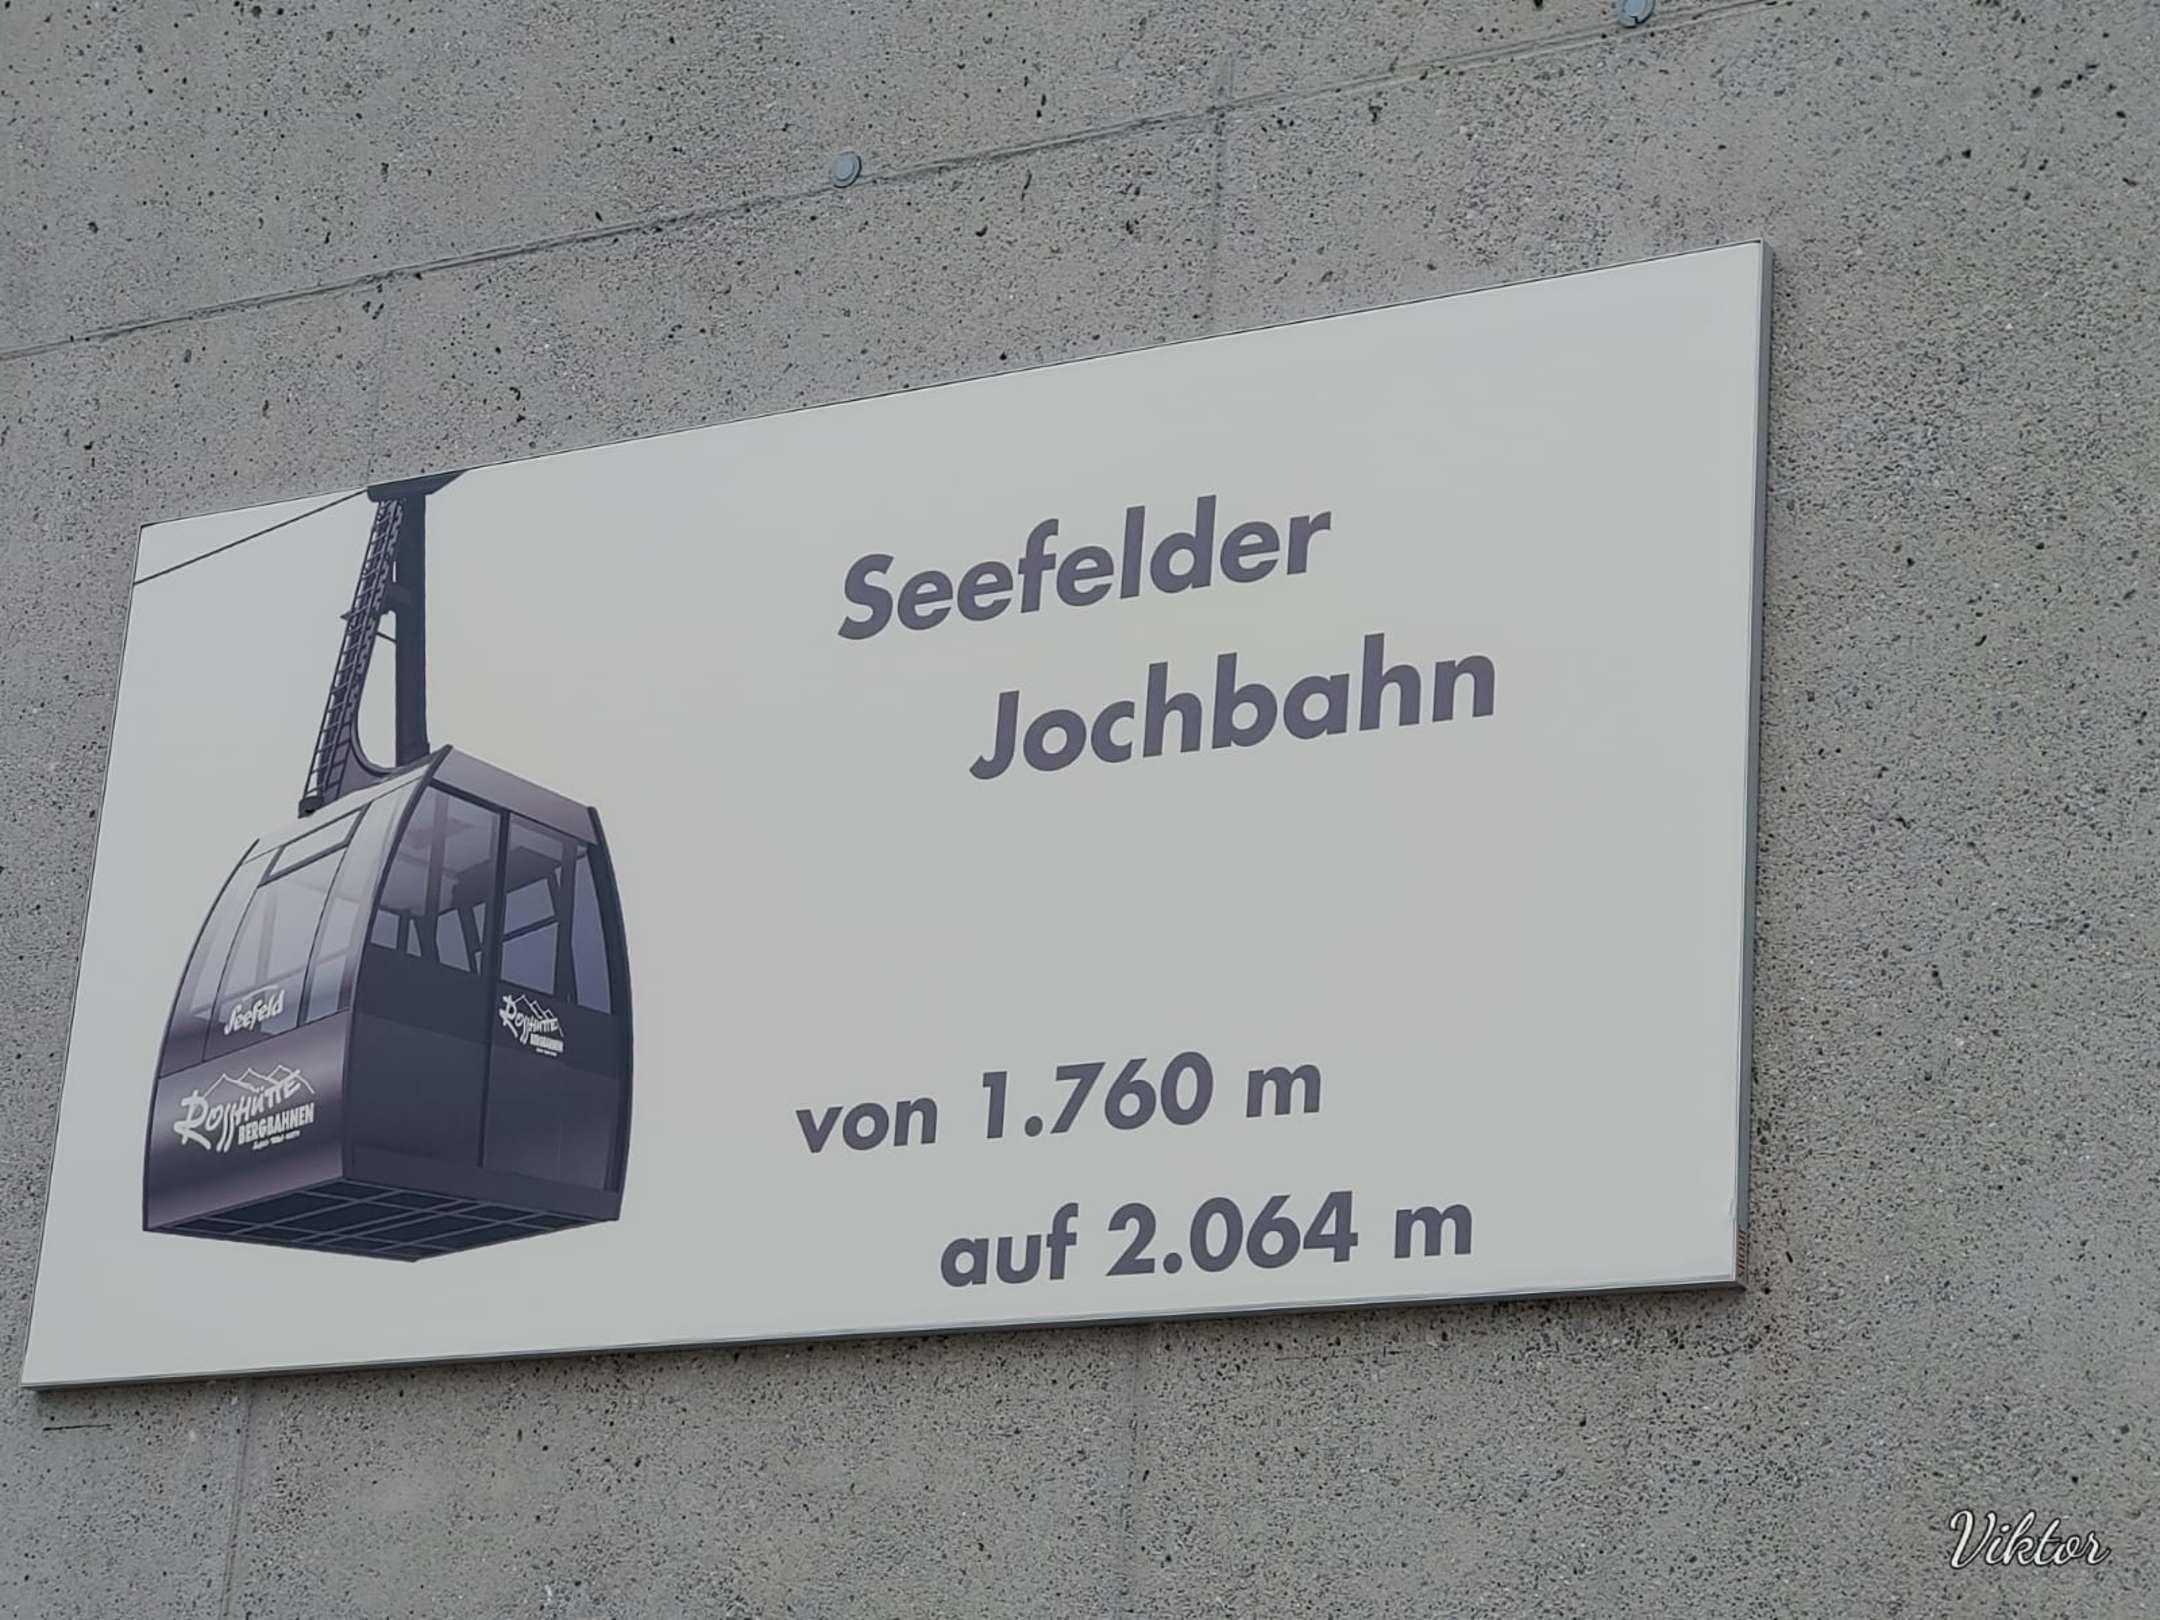 Seefelder
Jochbahn
von 1.760 m
auf 2.064 m
Seefeld
ROSSHÜTTE
BERGBAHNEN
ROSSHÜTTE
BERGBAHNEN
Viktor